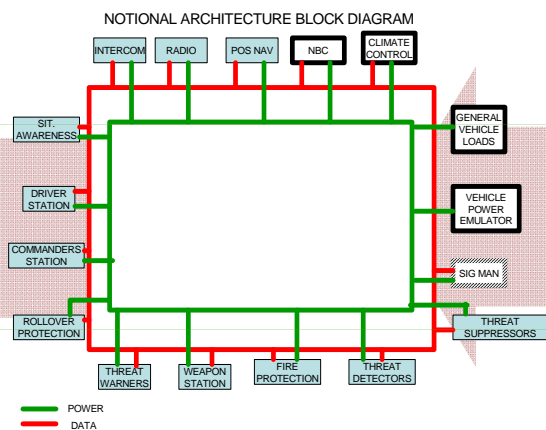 NOTIONAL ARCHITECTURE BLOCK DIAGRAM
INTERCOM
RADIO
POS NAV
NBC
CLIMATE
CONTROL
GENERAL
VEHICLE
LOADS
SIT.
AWARENESS
DRIVER
STATION
VEHICLE
POWER
EMULATOR
COMMANDERS
STATION
SIG MAN
ROLLOVER
PROTECTION
THREAT
SUPPRESSORS
THREAT
WARNERS
WEAPON
STATION
FIRE
PROTECTION
THREAT
DETECTORS
POWER
DATA